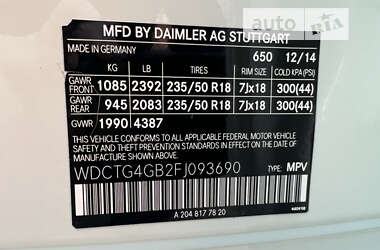 MFD BY DAIMLER AG STUTTGART
MADE IN GERMANY 650 12/14
KG LB TIRES RIM SIZE COLD KPA (PSI)
GAWR FRONT 1085 2392 235/50 R18 7Jx18 300(44)
GAWR REAR 945 2083 235/50 R18 7Jx18 300(44)
GVWR 1990 4387
THIS VEHICLE CONFORMS TO ALL APPLICABLE U.S. FEDERAL MOTOR VEHICLE SAFETY STANDARDS IN EFFECT
ON THE DATE OF MANUFACTURE SHOWN ABOVE.
WDCTG4GB2FJ093690 TYPE: MPV
A 204 817 78 20
AUTO RIA